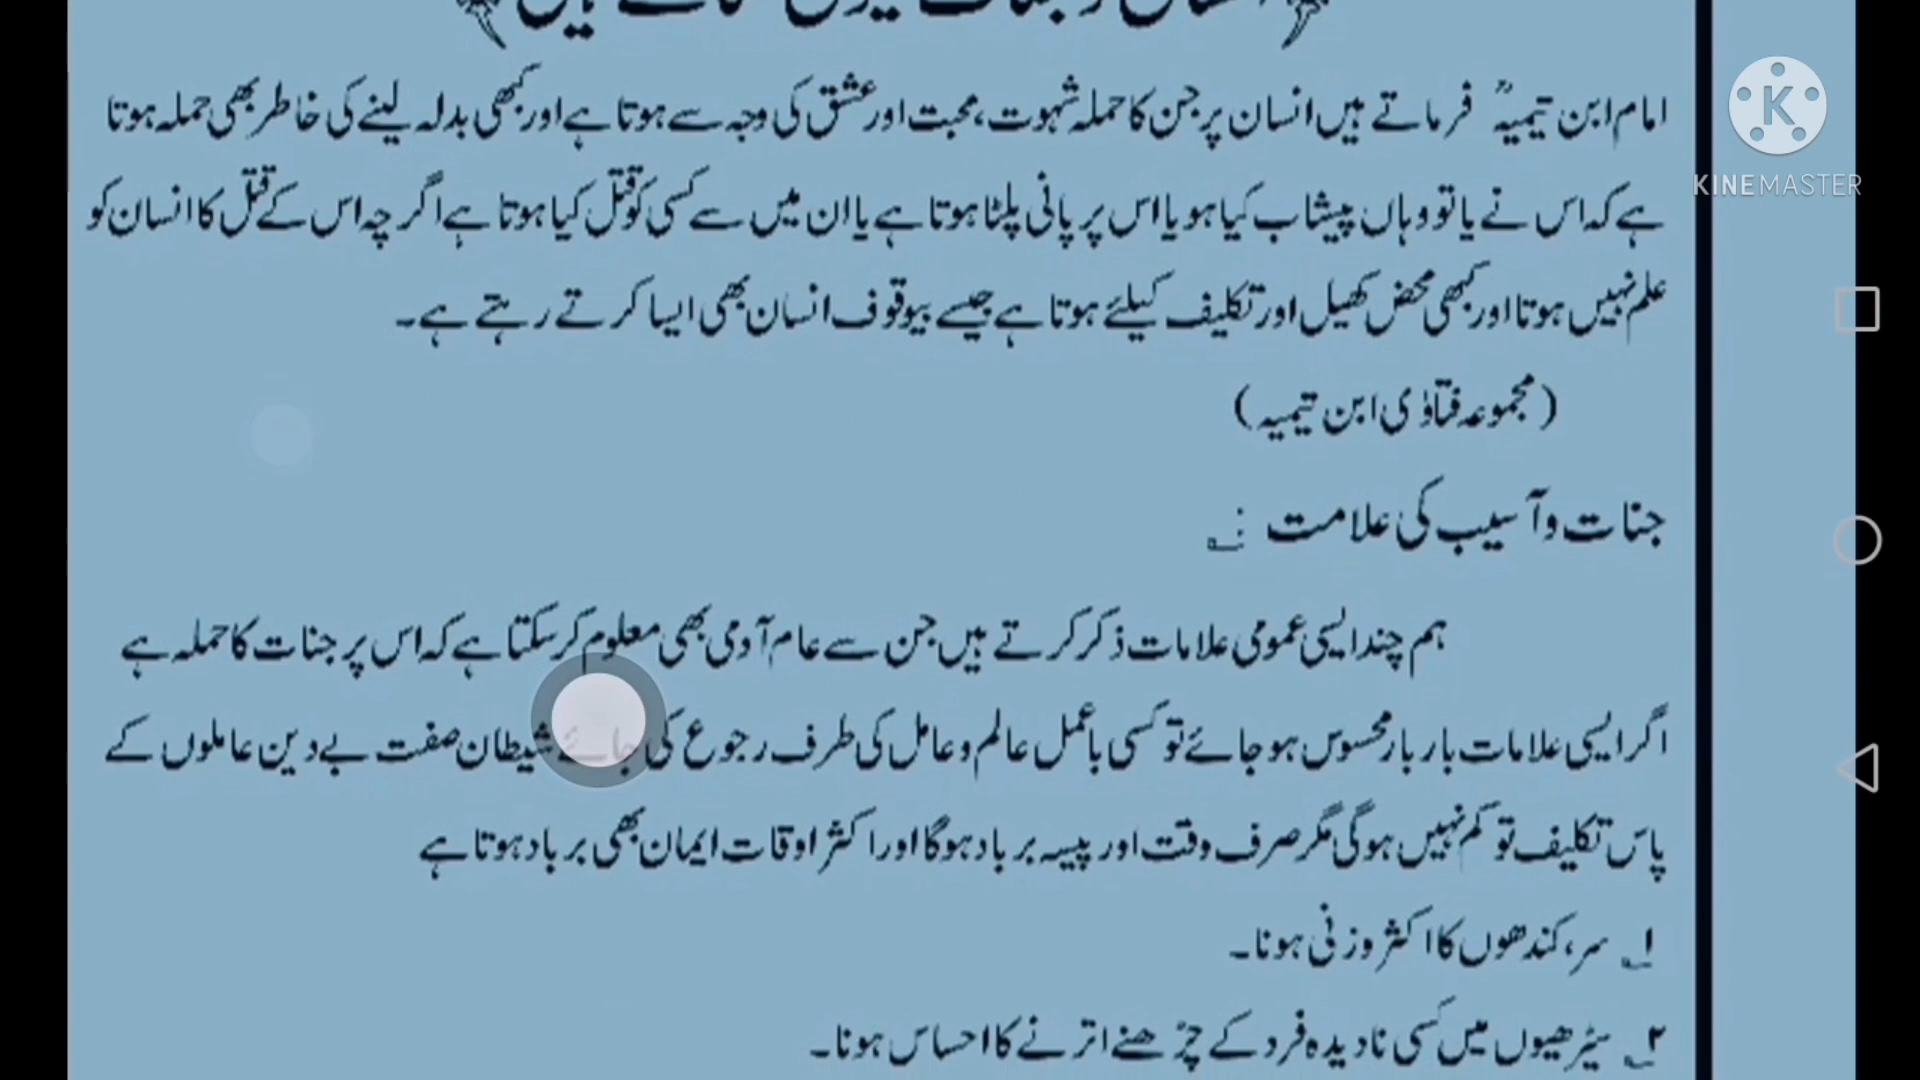 امام ابن تیمیہؒ فرماتے ہیں انسان پر جن کا حملہ شہوت، محبت اور عشق کی وجہ سے ہوتا ہے اور کبھی بدلہ لینے کی خاطر بھی حملہ ہوتا
ہے کہ اس نے یا تو وہاں پیشاب کیا ہو یا اس پر پانی پلٹا ہوتا ہے یا ان میں سے کسی کو قتل کیا ہوتا ہے اگر چہ اس کے قتل کا انسان کو
علم نہیں ہوتا اور کبھی محض کھیل اور تکلیف کیلئے ہوتا ہے جیسے بیوقوف انسان بھی ایسا کرتے رہتے ہے۔
(مجموعہ فتاوٰی ابن تیمیہ)
جنات و آسیب کی علامت :۔
ہم چند ایسی عمومی علامات ذکر کرتے ہیں جن سے عام آدمی بھی معلوم کر سکتا ہے کہ اس پر جنات کا حملہ ہے
اگر ایسی علامات بار بار محسوس ہو جائے تو کسی باعمل عالم و عامل کی طرف رجوع کی جائے شیطان صفت بے دین عاملوں کے
پاس تکلیف تو کم نہیں ہوگی مگر صرف وقت اور پیسہ برباد ہوگا اور اکثر اوقات ایمان بھی برباد ہوتا ہے
۱۔ سر، کندھوں کا اکثر وزنی ہونا۔
۲۔ سیڑھیوں میں کسی نادیدہ فرد کے چڑھنے اترنے کا احساس ہونا۔
KINEMASTER